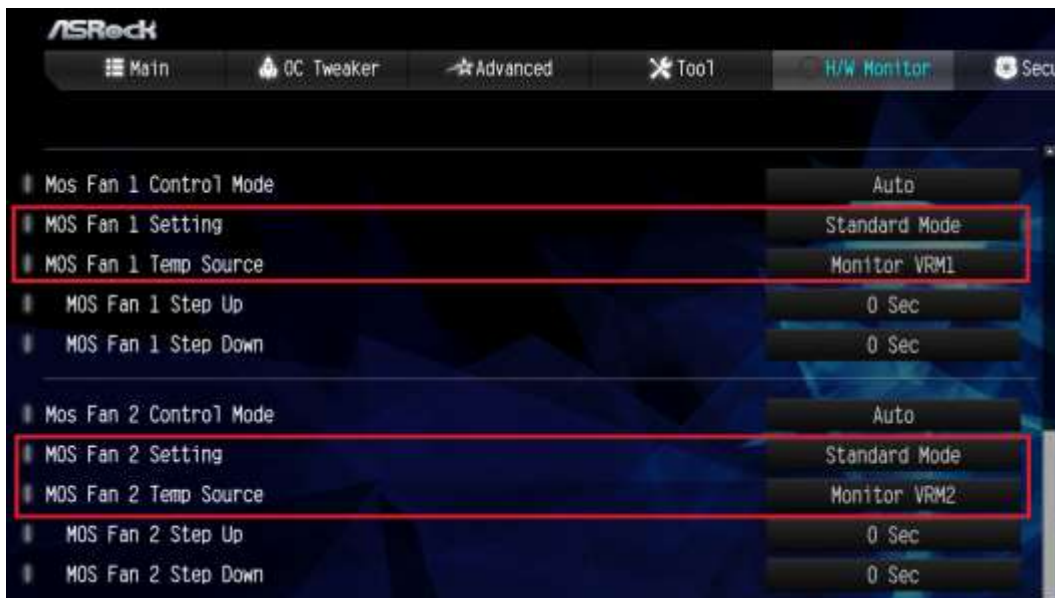 ASRock
Main OC Tweaker Advanced Tool H/W Monitor Secu
Mos Fan 1 Control Mode Auto
MOS Fan 1 Setting Standard Mode
MOS Fan 1 Temp Source Monitor VRM1
MOS Fan 1 Step Up 0 Sec
MOS Fan 1 Step Down 0 Sec
Mos Fan 2 Control Mode Auto
MOS Fan 2 Setting Standard Mode
MOS Fan 2 Temp Source Monitor VRM2
MOS Fan 2 Step Up 0 Sec
MOS Fan 2 Step Down 0 Sec